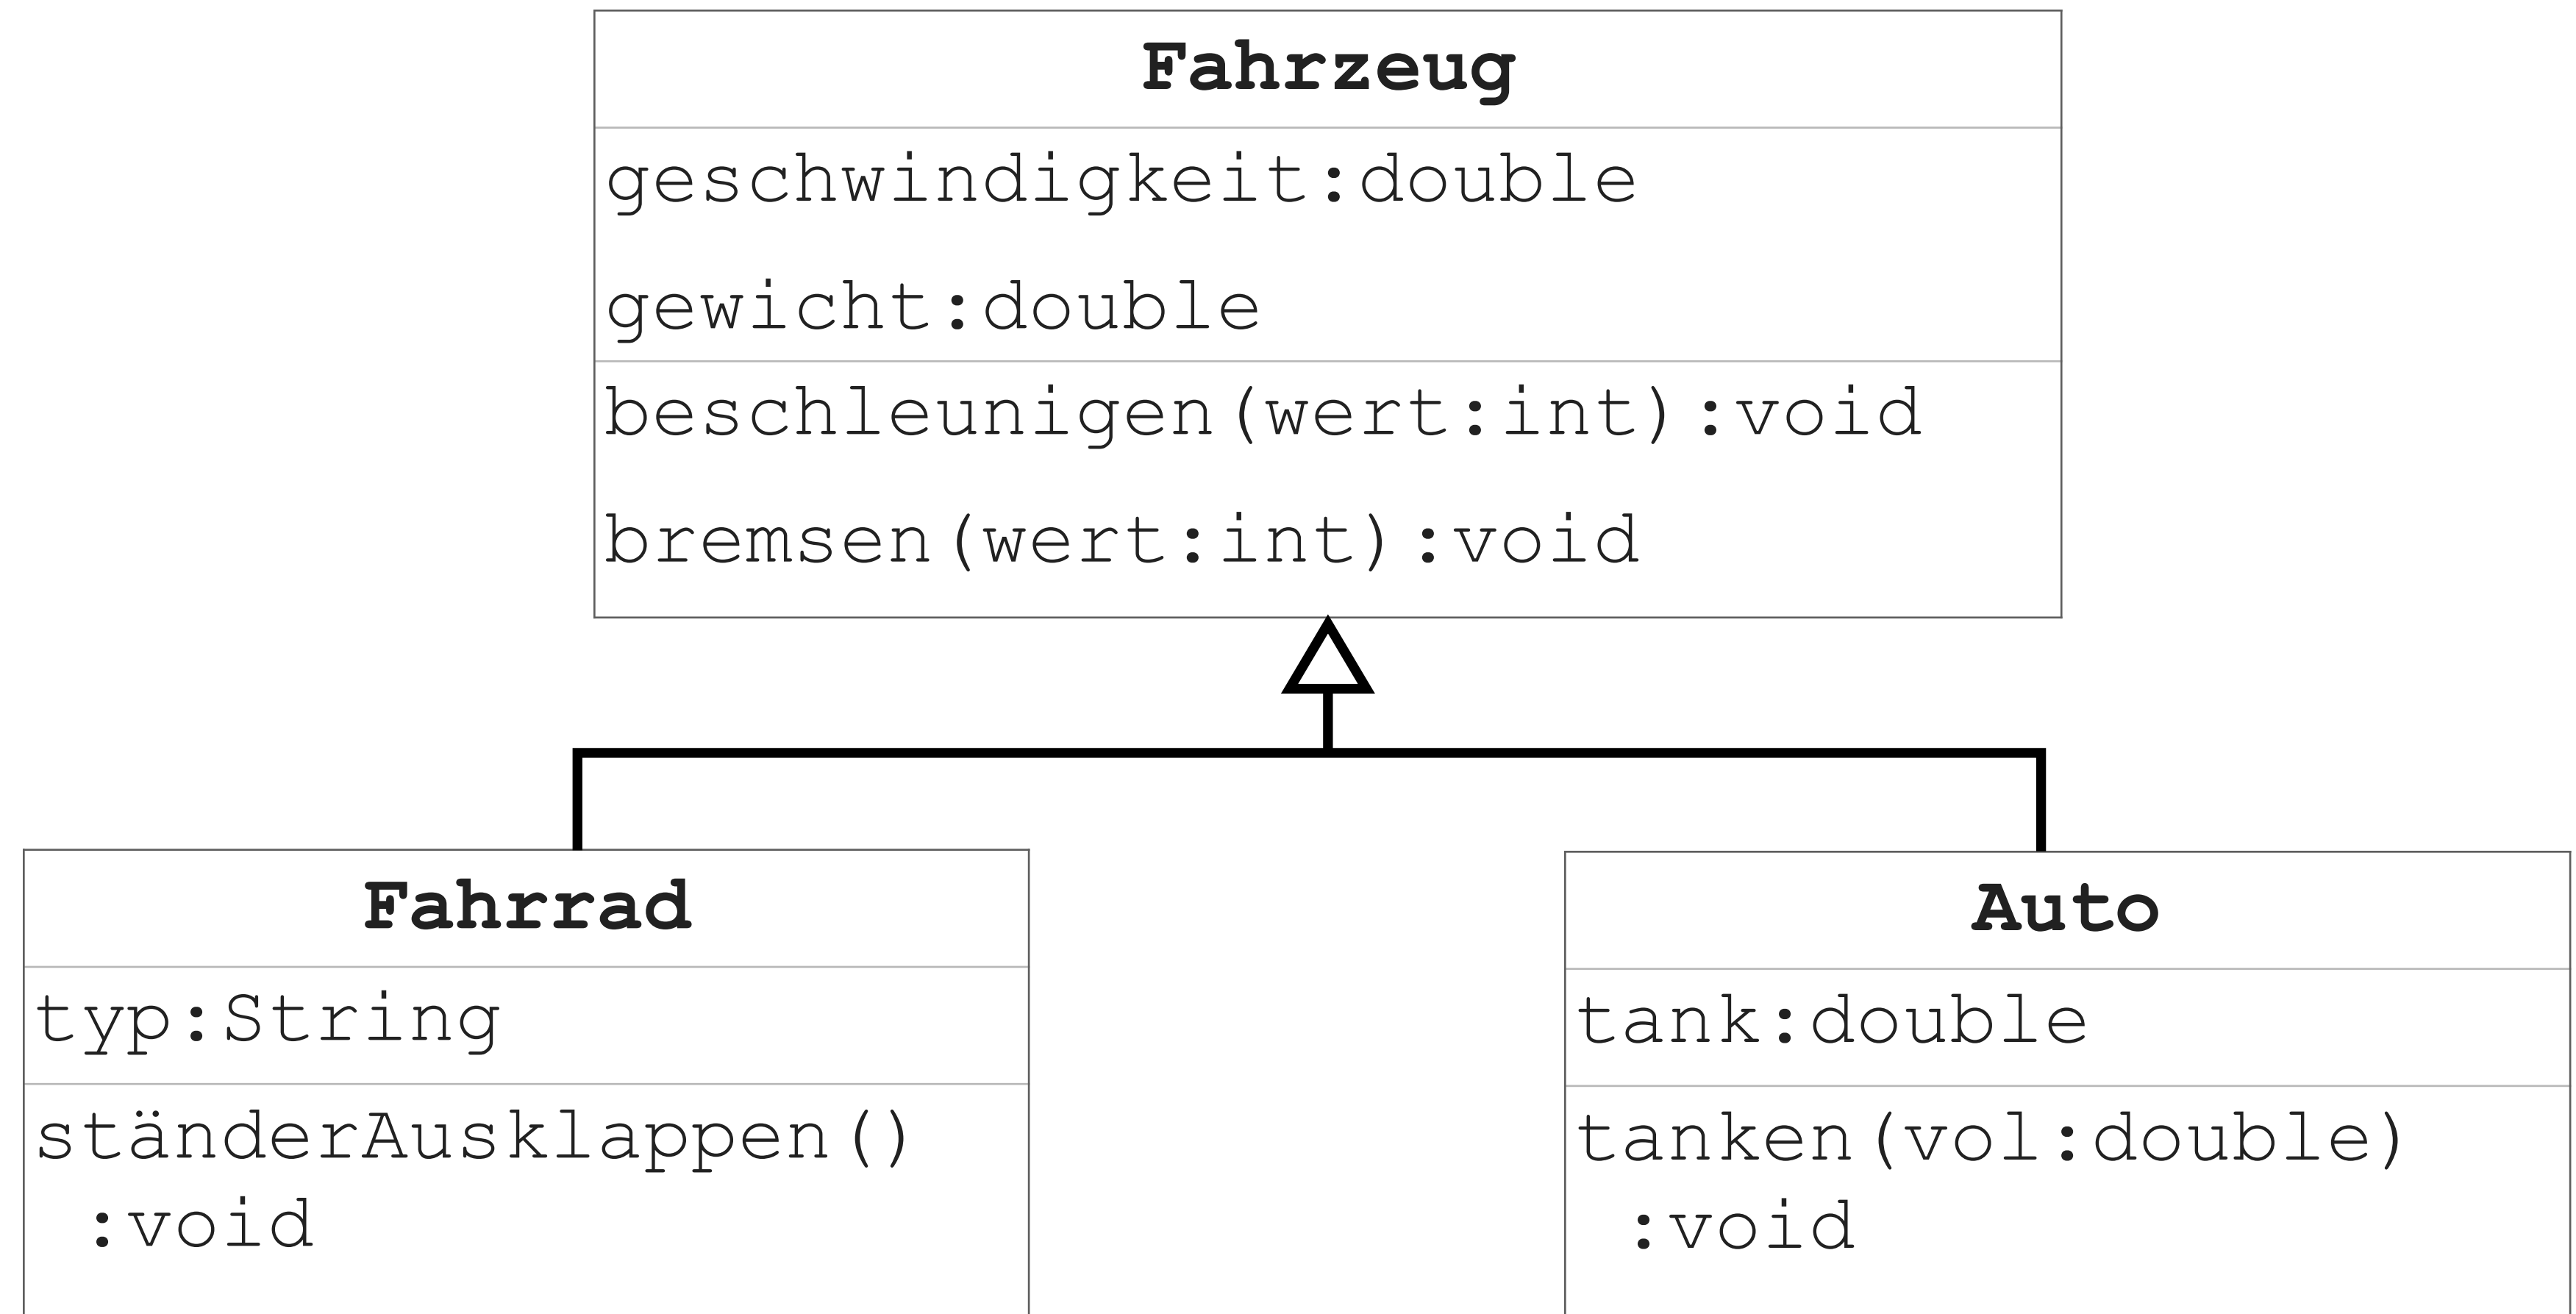 Fahrzeug
geschwindigkeit:double
gewicht:double
beschleunigen(wert:int):void
bremsen(wert:int):void
Fahrrad
typ:String
ständerAusklappen()
:void
Auto
tank:double
tanken(vol:double)
:void